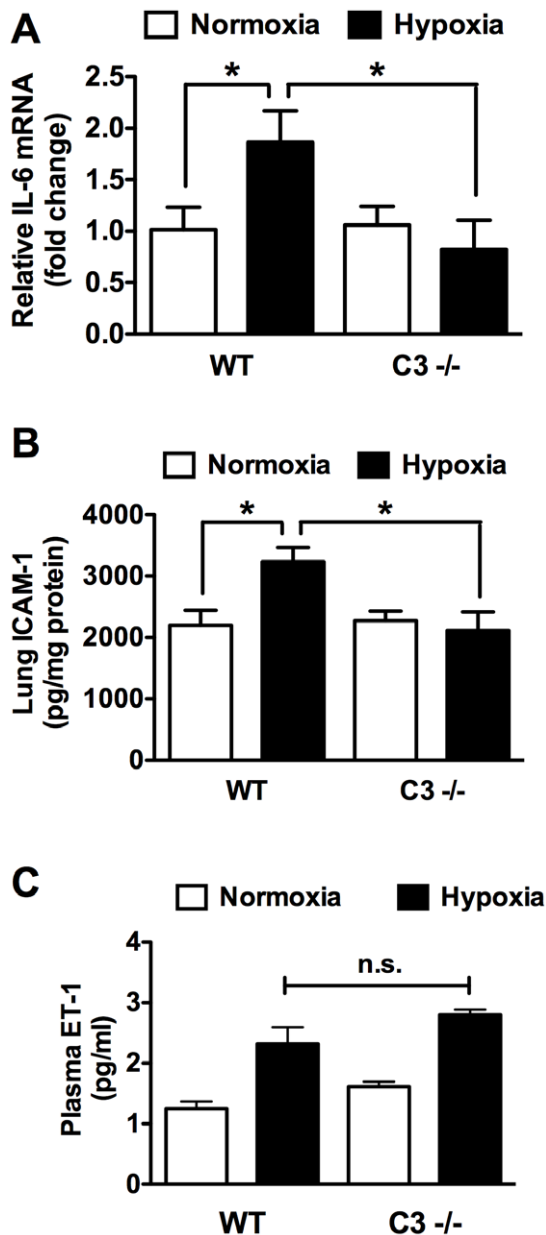 A
Normoxia Hypoxia
Relative IL-6 mRNA
(fold change)
2.5
2.0
1.5
1.0
0.5
0.0
* *
WT C3 -/-
B
Normoxia Hypoxia
Lung ICAM-1
(pg/mg protein)
4000
3000
2000
1000
0
* *
WT C3 -/-
C
Normoxia Hypoxia
Plasma ET-1
(pg/ml)
4
3
2
1
0
n.s.
WT C3 -/-